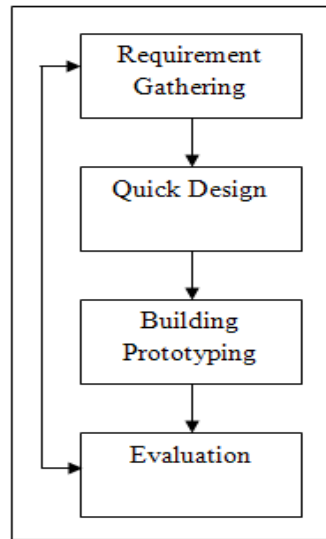 Requirement
Gathering
Quick Design
Building
Prototyping
Evaluation